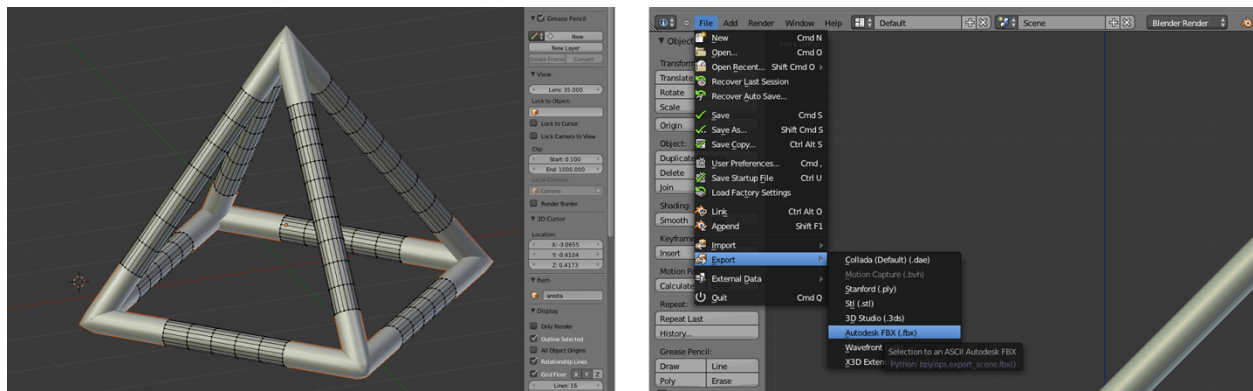 Grease Pencil
New
New Layer
Delete Frame Convert
View
Lens: 35.000
Lock to Object:
Lock to Cursor
Lock Camera to View
Clip:
Start: 0.100
End: 1000.000
Local Camera:
Camera
Render Border
3D Cursor
Location:
X: -3.0655
Y: -0.4104
Z: 0.4173
Item
aresta
Display
Only Render
Outline Selected
All Object Origins
Relationship Lines
Grid Floor X Y Z
Lines: 16
File Add Render Window Help Default Scene Blender Render
Object
Transform
Translate
Rotate
Scale
Origin
Object:
Duplicate
Delete
Join
Shading:
Smooth
Keyframe
Insert
Motion Pa
Calculate
Repeat:
Repeat Last
History...
Grease Pencil:
Draw Line
Poly Erase
New Cmd N
Open... Cmd O
Open Recent... Shift Cmd O
Recover Last Session
Recover Auto Save...
Save Cmd S
Save As... Shift Cmd S
Save Copy... Ctrl Alt S
User Preferences... Cmd ,
Save Startup File Ctrl U
Load Factory Settings
Link Ctrl Alt O
Append Shift F1
Import
Export
External Data
Quit Cmd Q
Collada (Default) (.dae)
Motion Capture (.bvh)
Stanford (.ply)
Stl (.stl)
3D Studio (.3ds)
Autodesk FBX (.fbx)
Wavefront
X3D Exten
Selection to an ASCII Autodesk FBX
Python: bpy.ops.export_scene.fbx()